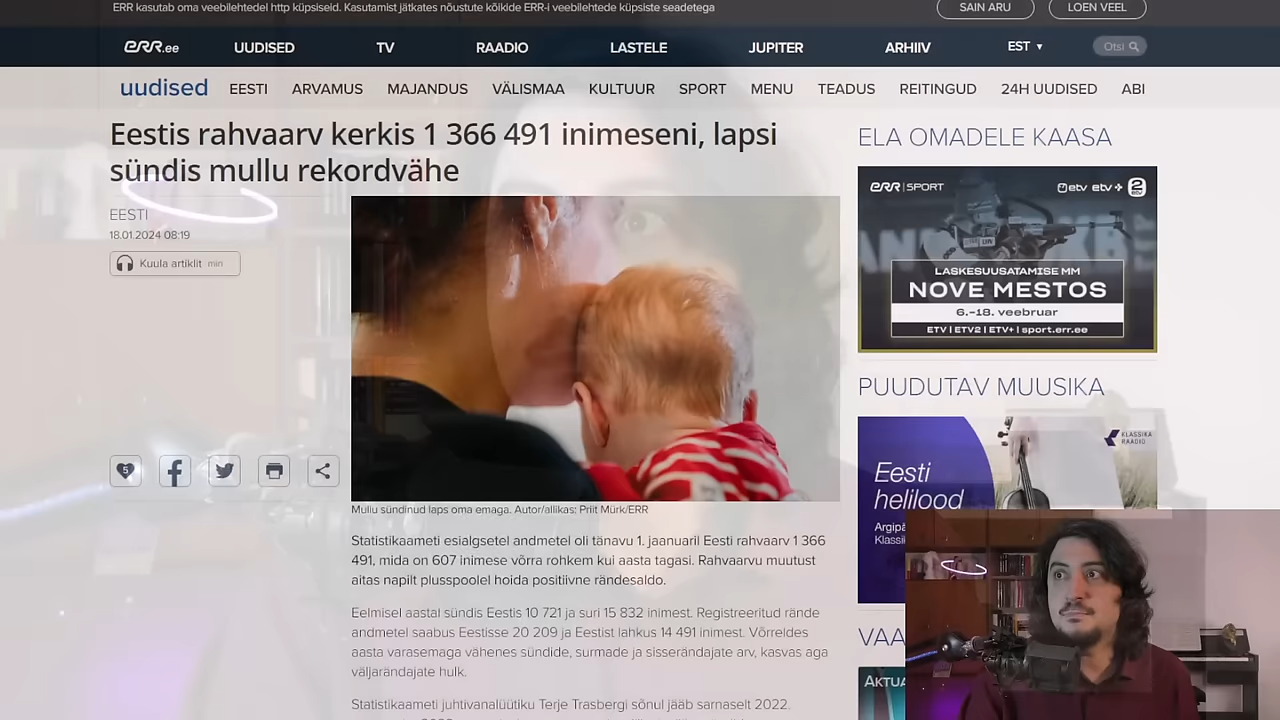 ERR kasutab oma veebilehtedel http küpsiseid. Kasutamist jätkates nõustute kõikide ERR-i veebilehtede küpsiste seadetega
SAIN ARU
LOEN VEEL
ERR.ee
UUDISED
TV
RAADIO
LASTELE
JUPITER
ARHIIV
EST ▼
Otsi
uudised
EESTI
ARVAMUS
MAJANDUS
VÄLISMAA
KULTUUR
SPORT
MENU
TEADUS
REITINGUD
24H UUDISED
ABI
Eestis rahvaarv kerkis 1 366 491 inimeseni, lapsi
sündis mullu rekordvähe
EESTI
18.01.2024 08:19
Kuula artiklit min
5
Mullu sündinud laps oma emaga. Autor/allikas: Priit Mürk/ERR
Statistikaameti esialgsetel andmetel oli tänavu 1. jaanuaril Eesti rahvaarv 1 366
491, mida on 607 inimese võrra rohkem kui aasta tagasi. Rahvaarvu muutust
aitas napilt plusspoolel hoida positiivne rändesaldo.
Eelmisel aastal sündis Eestis 10 721 ja suri 15 832 inimest. Registreeritud rände
andmetel saabus Eestisse 20 209 ja Eestist lahkus 14 491 inimest. Võrreldes
aasta varasemaga vähenes sündide, surmade ja sisserändajate arv, kasvas aga
väljarändajate hulk.
Statistikaameti juhtivanalüütiku Terje Trasbergi sõnul jääb sarnaselt 2022.
ELA OMADELE KAASA
ERR | SPORT
etv etv+ 2
LASKESUUSATAMISE MM
NOVE MESTOS
6.-18. veebruar
ETV | ETV2 | ETV+ | sport.err.ee
PUUDUTAV MUUSIKA
KLASSIKA
RAADIO
Eesti
helilood